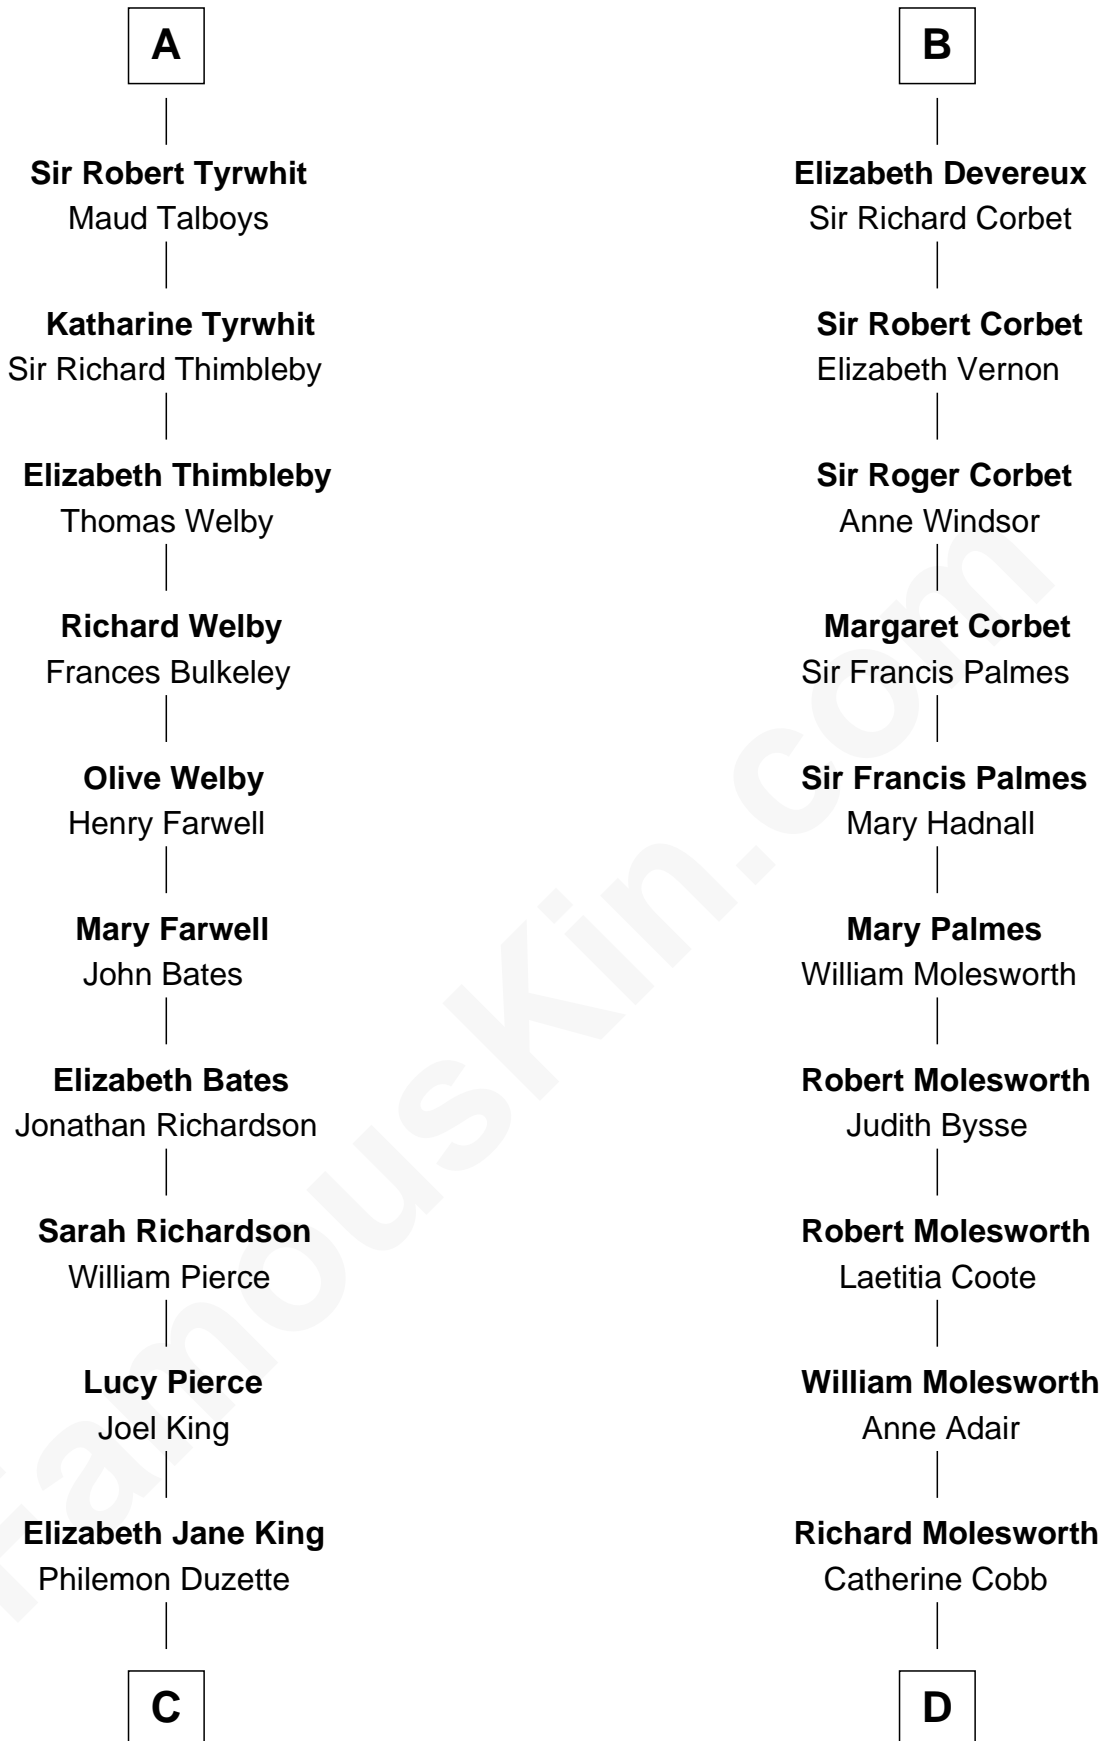 A
Sir Robert Tyrwhit
Maud Talboys
Katharine Tyrwhit
Sir Richard Thimbleby
Elizabeth Thimbleby
Thomas Welby
Richard Welby
Frances Bulkeley
Olive Welby
Henry Farwell
Mary Farwell
John Bates
Elizabeth Bates
Jonathan Richardson
Sarah Richardson
William Pierce
Lucy Pierce
Joel King
Elizabeth Jane King
Philemon Duzette
C
B
Elizabeth Devereux
Sir Richard Corbet
Sir Robert Corbet
Elizabeth Vernon
Sir Roger Corbet
Anne Windsor
Margaret Corbet
Sir Francis Palmes
Sir Francis Palmes
Mary Hadnall
Mary Palmes
William Molesworth
Robert Molesworth
Judith Bysse
Robert Molesworth
Laetitia Coote
William Molesworth
Anne Adair
Richard Molesworth
Catherine Cobb
D
FamousKin.com